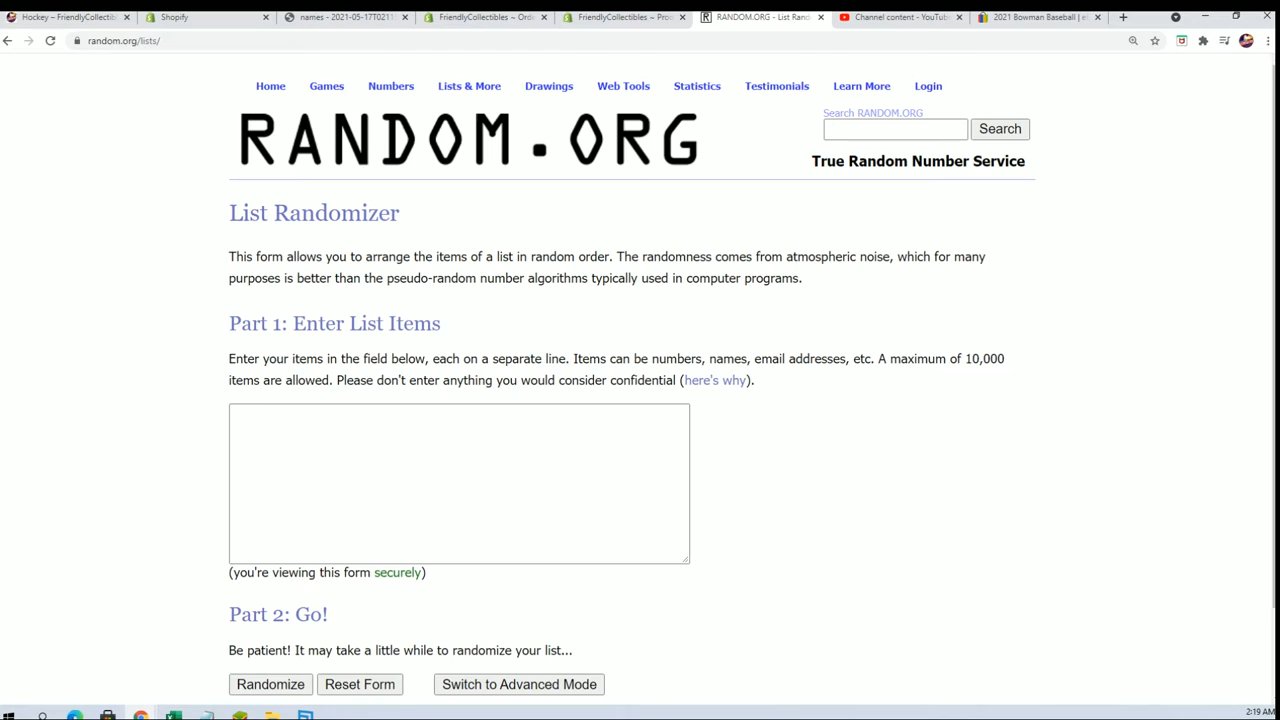 Hockey – FriendlyCollectibl
Shopify
names - 2021-05-17T0211
FriendlyCollectibles ~ Orde
FriendlyCollectibles ~ Prod
RANDOM.ORG - List Rand
Channel content - YouTube
2021 Bowman Baseball | e
random.org/lists/
Home Games Numbers Lists & More Drawings Web Tools Statistics Testimonials Learn More Login
RANDOM.ORG
Search RANDOM.ORG
Search
True Random Number Service
List Randomizer
This form allows you to arrange the items of a list in random order. The randomness comes from atmospheric noise, which for many
purposes is better than the pseudo-random number algorithms typically used in computer programs.
Part 1: Enter List Items
Enter your items in the field below, each on a separate line. Items can be numbers, names, email addresses, etc. A maximum of 10,000
items are allowed. Please don't enter anything you would consider confidential (here's why).
(you're viewing this form securely)
Part 2: Go!
Be patient! It may take a little while to randomize your list...
Randomize Reset Form Switch to Advanced Mode
2:19 AM